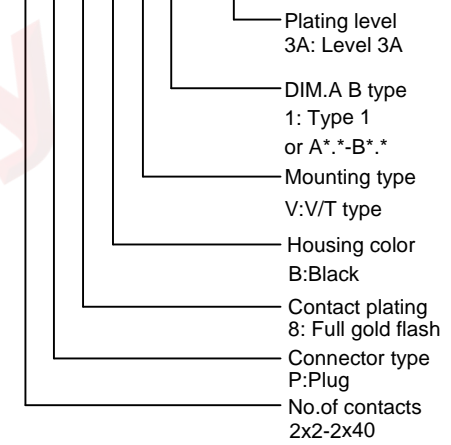 Plating level
3A: Level 3A
DIM.A B type
1: Type 1
or A*.*-B*.*
Mounting type
V:V/T type
Housing color
B:Black
Contact plating
8: Full gold flash
Connector type
P:Plug
No.of contacts
2x2-2x40